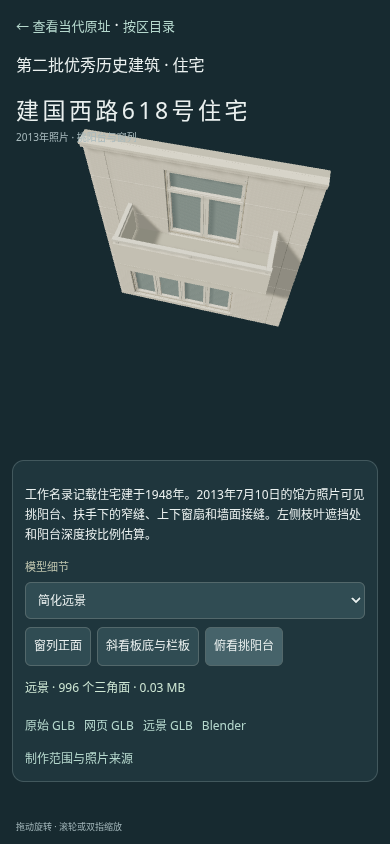 ← 查看当代原址 · 按区目录
第二批优秀历史建筑 · 住宅
建国西路618号住宅
2013年照片 ·
工作名录记载住宅建于1948年。2013年7月10日的馆方照片可见
挑阳台、扶手下的窄缝、上下窗扇和墙面接缝。左侧枝叶遮挡处
和阳台深度按比例估算。
模型细节
简化远景
窗列正面 斜看板底与栏板 俯看挑阳台
远景 · 996 个三角面 · 0.03 MB
原始 GLB 网页 GLB 远景 GLB Blender
制作范围与照片来源
拖动旋转 · 滚轮或双指缩放